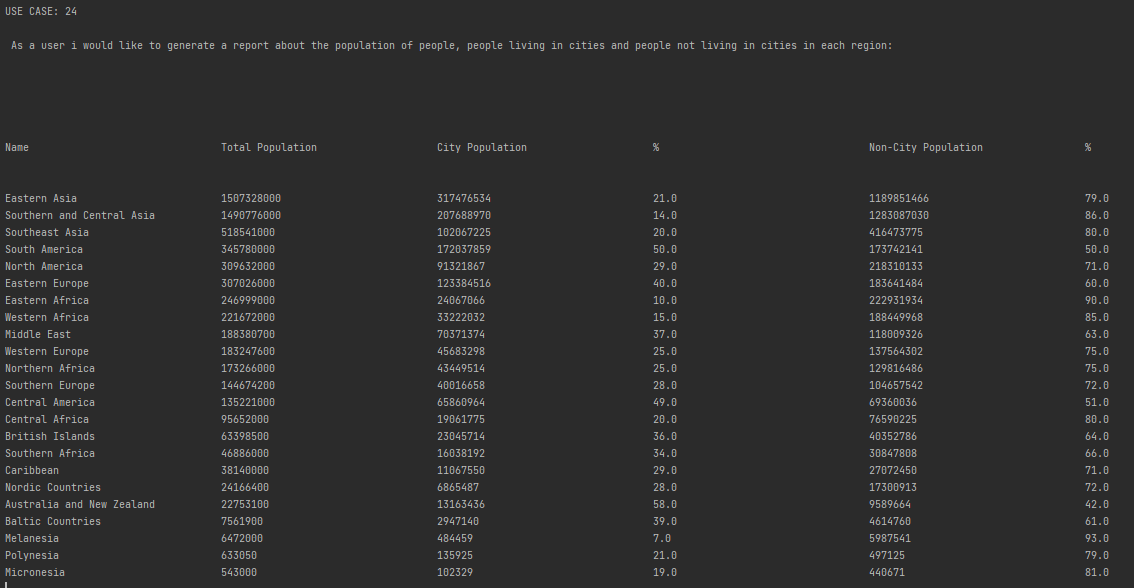 USE CASE: 24
As a user i would like to generate a report about the population of people, people living in cities and people not living in cities in each region:
Name Total Population City Population % Non-City Population %
Eastern Asia 1507328000 317476534 21.0 1189851466 79.0
Southern and Central Asia 1490776000 207688970 14.0 1283087030 86.0
Southeast Asia 518541000 102067225 20.0 416473775 80.0
South America 345780000 172037859 50.0 173742141 50.0
North America 309632000 91321867 29.0 218310133 71.0
Eastern Europe 307026000 123384516 40.0 183641484 60.0
Eastern Africa 246999000 24067066 10.0 222931934 90.0
Western Africa 221672000 33222032 15.0 188449968 85.0
Middle East 188380700 70371374 37.0 118009326 63.0
Western Europe 183247600 45683298 25.0 137564302 75.0
Northern Africa 173266000 43449514 25.0 129816486 75.0
Southern Europe 144674200 40016658 28.0 104657542 72.0
Central America 135221000 65860964 49.0 69360036 51.0
Central Africa 95652000 19061775 20.0 76590225 80.0
British Islands 63398500 23045714 36.0 40352786 64.0
Southern Africa 46886000 16038192 34.0 30847808 66.0
Caribbean 38140000 11067550 29.0 27072450 71.0
Nordic Countries 24166400 6865487 28.0 17300913 72.0
Australia and New Zealand 22753100 13163436 58.0 9589664 42.0
Baltic Countries 7561900 2947140 39.0 4614760 61.0
Melanesia 6472000 484459 7.0 5987541 93.0
Polynesia 633050 135925 21.0 497125 79.0
Micronesia 543000 102329 19.0 440671 81.0